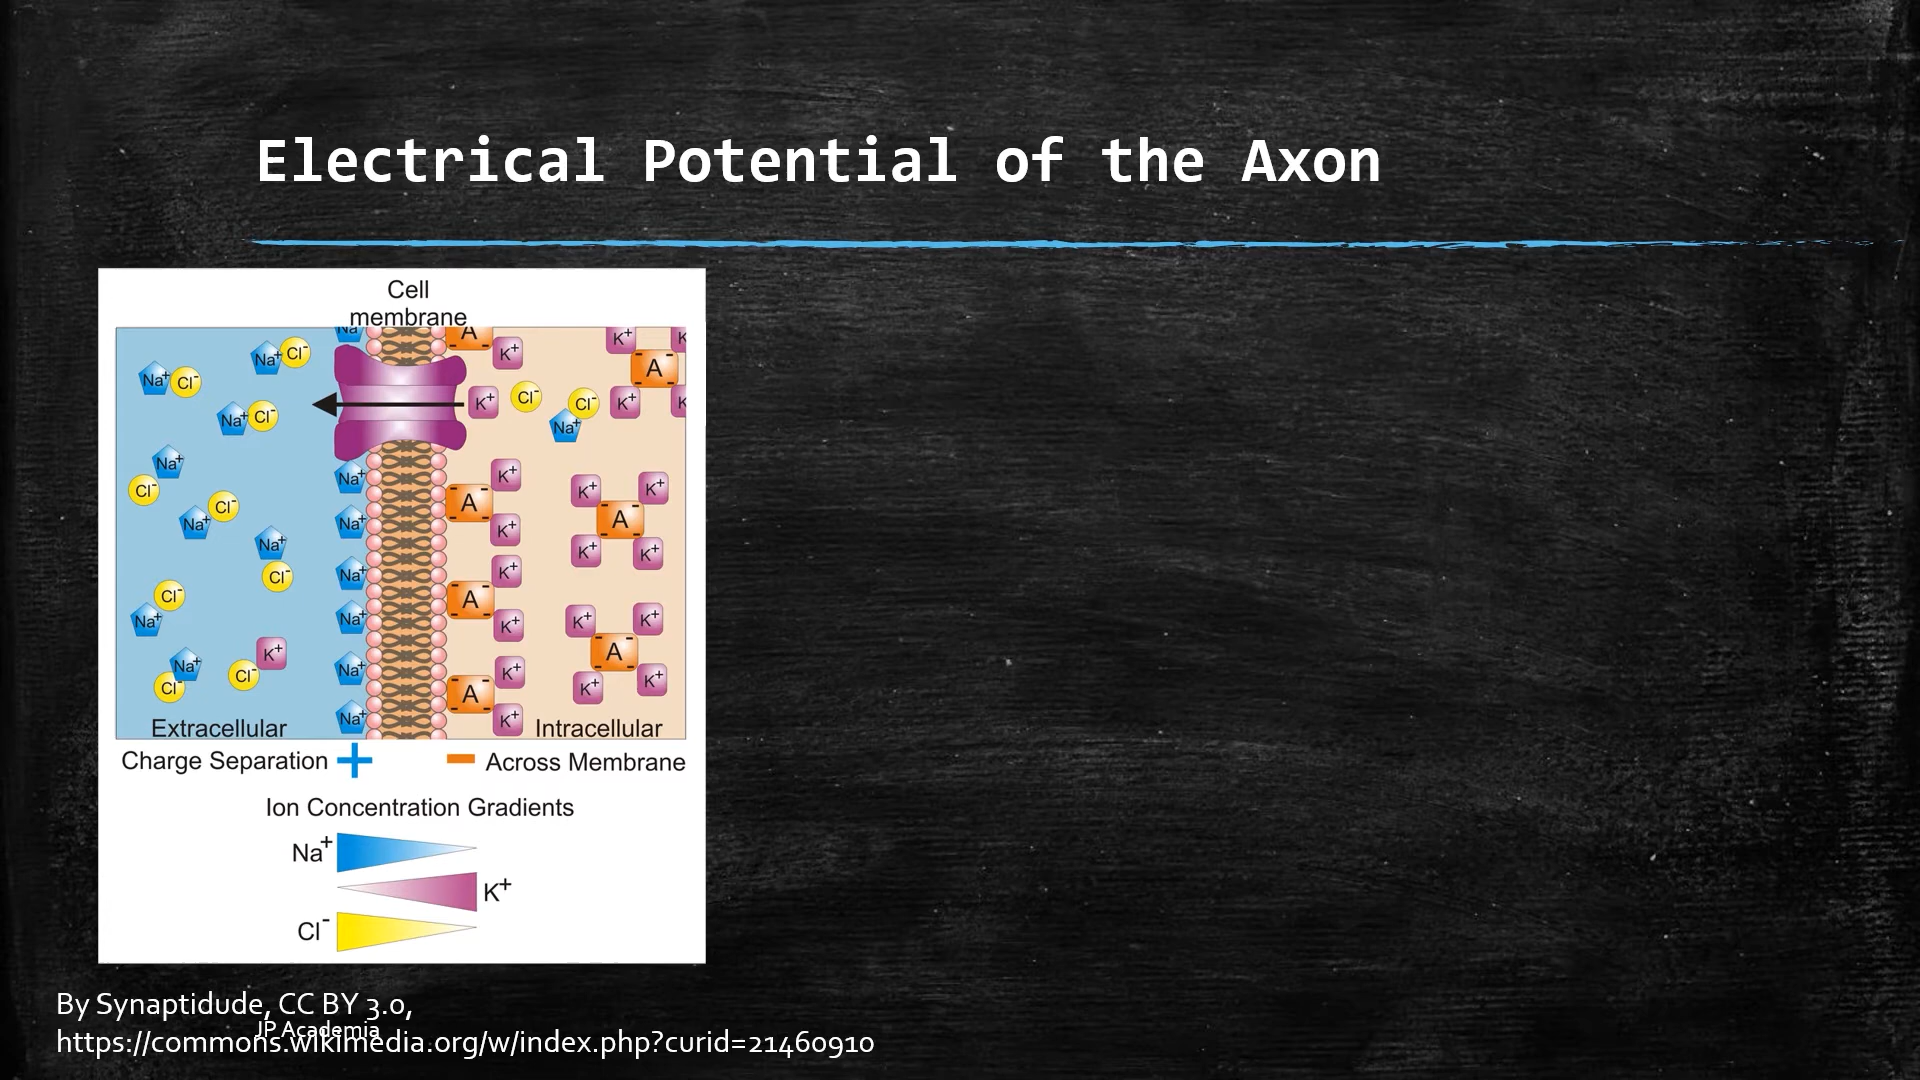 Electrical Potential of the Axon
Cell
membrane
Na A K⁺ K⁺ K
Na⁺ Cl⁻ A
Na⁺ Cl⁻
K⁺ Cl⁻ Cl⁻ K⁺ K
Na⁺ Cl⁻ Na⁺
Na⁺ Na⁺ K⁺
Cl⁻ K⁺ K⁺
Cl⁻ A
Na⁺ Na⁺ K⁺ A
Na⁺ K⁺ K⁺
Cl⁻ Na⁺ K⁺
Cl⁻ A
Na⁺ Na⁺ K⁺ K⁺ K⁺
K⁺ Cl⁻ A
Na⁺ Cl⁻ Na⁺ K⁺ K⁺
Cl⁻ A K⁺
Na⁺ K⁺
Extracellular Intracellular
Charge Separation + - Across Membrane
Ion Concentration Gradients
Na⁺
K⁺
Cl⁻
By Synaptidude, CC BY 3.0,
JP Academia
https://commons.wikimedia.org/w/index.php?curid=21460910